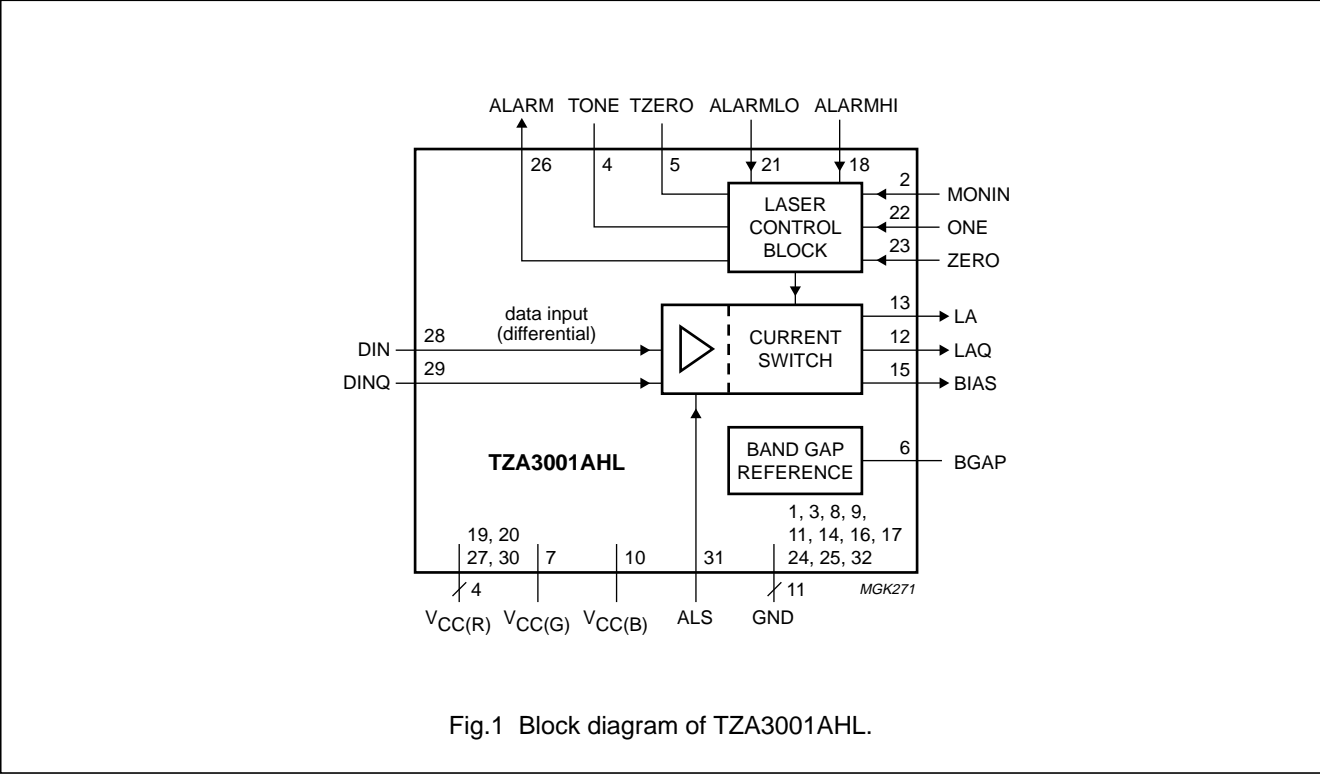 ALARM TONE TZERO ALARMLO ALARMHI
26 4 5 21 18
2 MONIN
LASER
CONTROL
BLOCK
22 ONE
23 ZERO
data input
(differential)
DIN 28
DINQ 29
CURRENT
SWITCH
13 LA
12 LAQ
15 BIAS
TZA3001AHL
BAND GAP
REFERENCE
6 BGAP
19, 20
27, 30
7
10
31
1, 3, 8, 9,
11, 14, 16, 17
24, 25, 32
4
11
MGK271
VCC(R) VCC(G) VCC(B) ALS GND
Fig.1 Block diagram of TZA3001AHL.